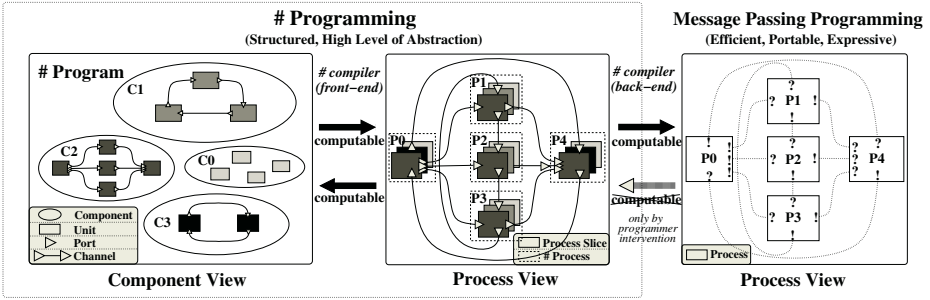 # Programming
(Structured, High Level of Abstraction)
Message Passing Programming
(Efficient, Portable, Expressive)
# Program
C1
C2
C0
C3
Component
Unit
Port
Channel
Component View
# compiler
(front-end)
computable
computable
P0
P1
P2
P3
P4
Process Slice
# Process
Process View
# compiler
(back-end)
computable
computable
only by
programmer
intervention
?
? P1 !
!
! ?
P0 !
? !
? !
?
? P2 !
!
? ?
? P4
? !
?
? P3 !
!
Process
Process View